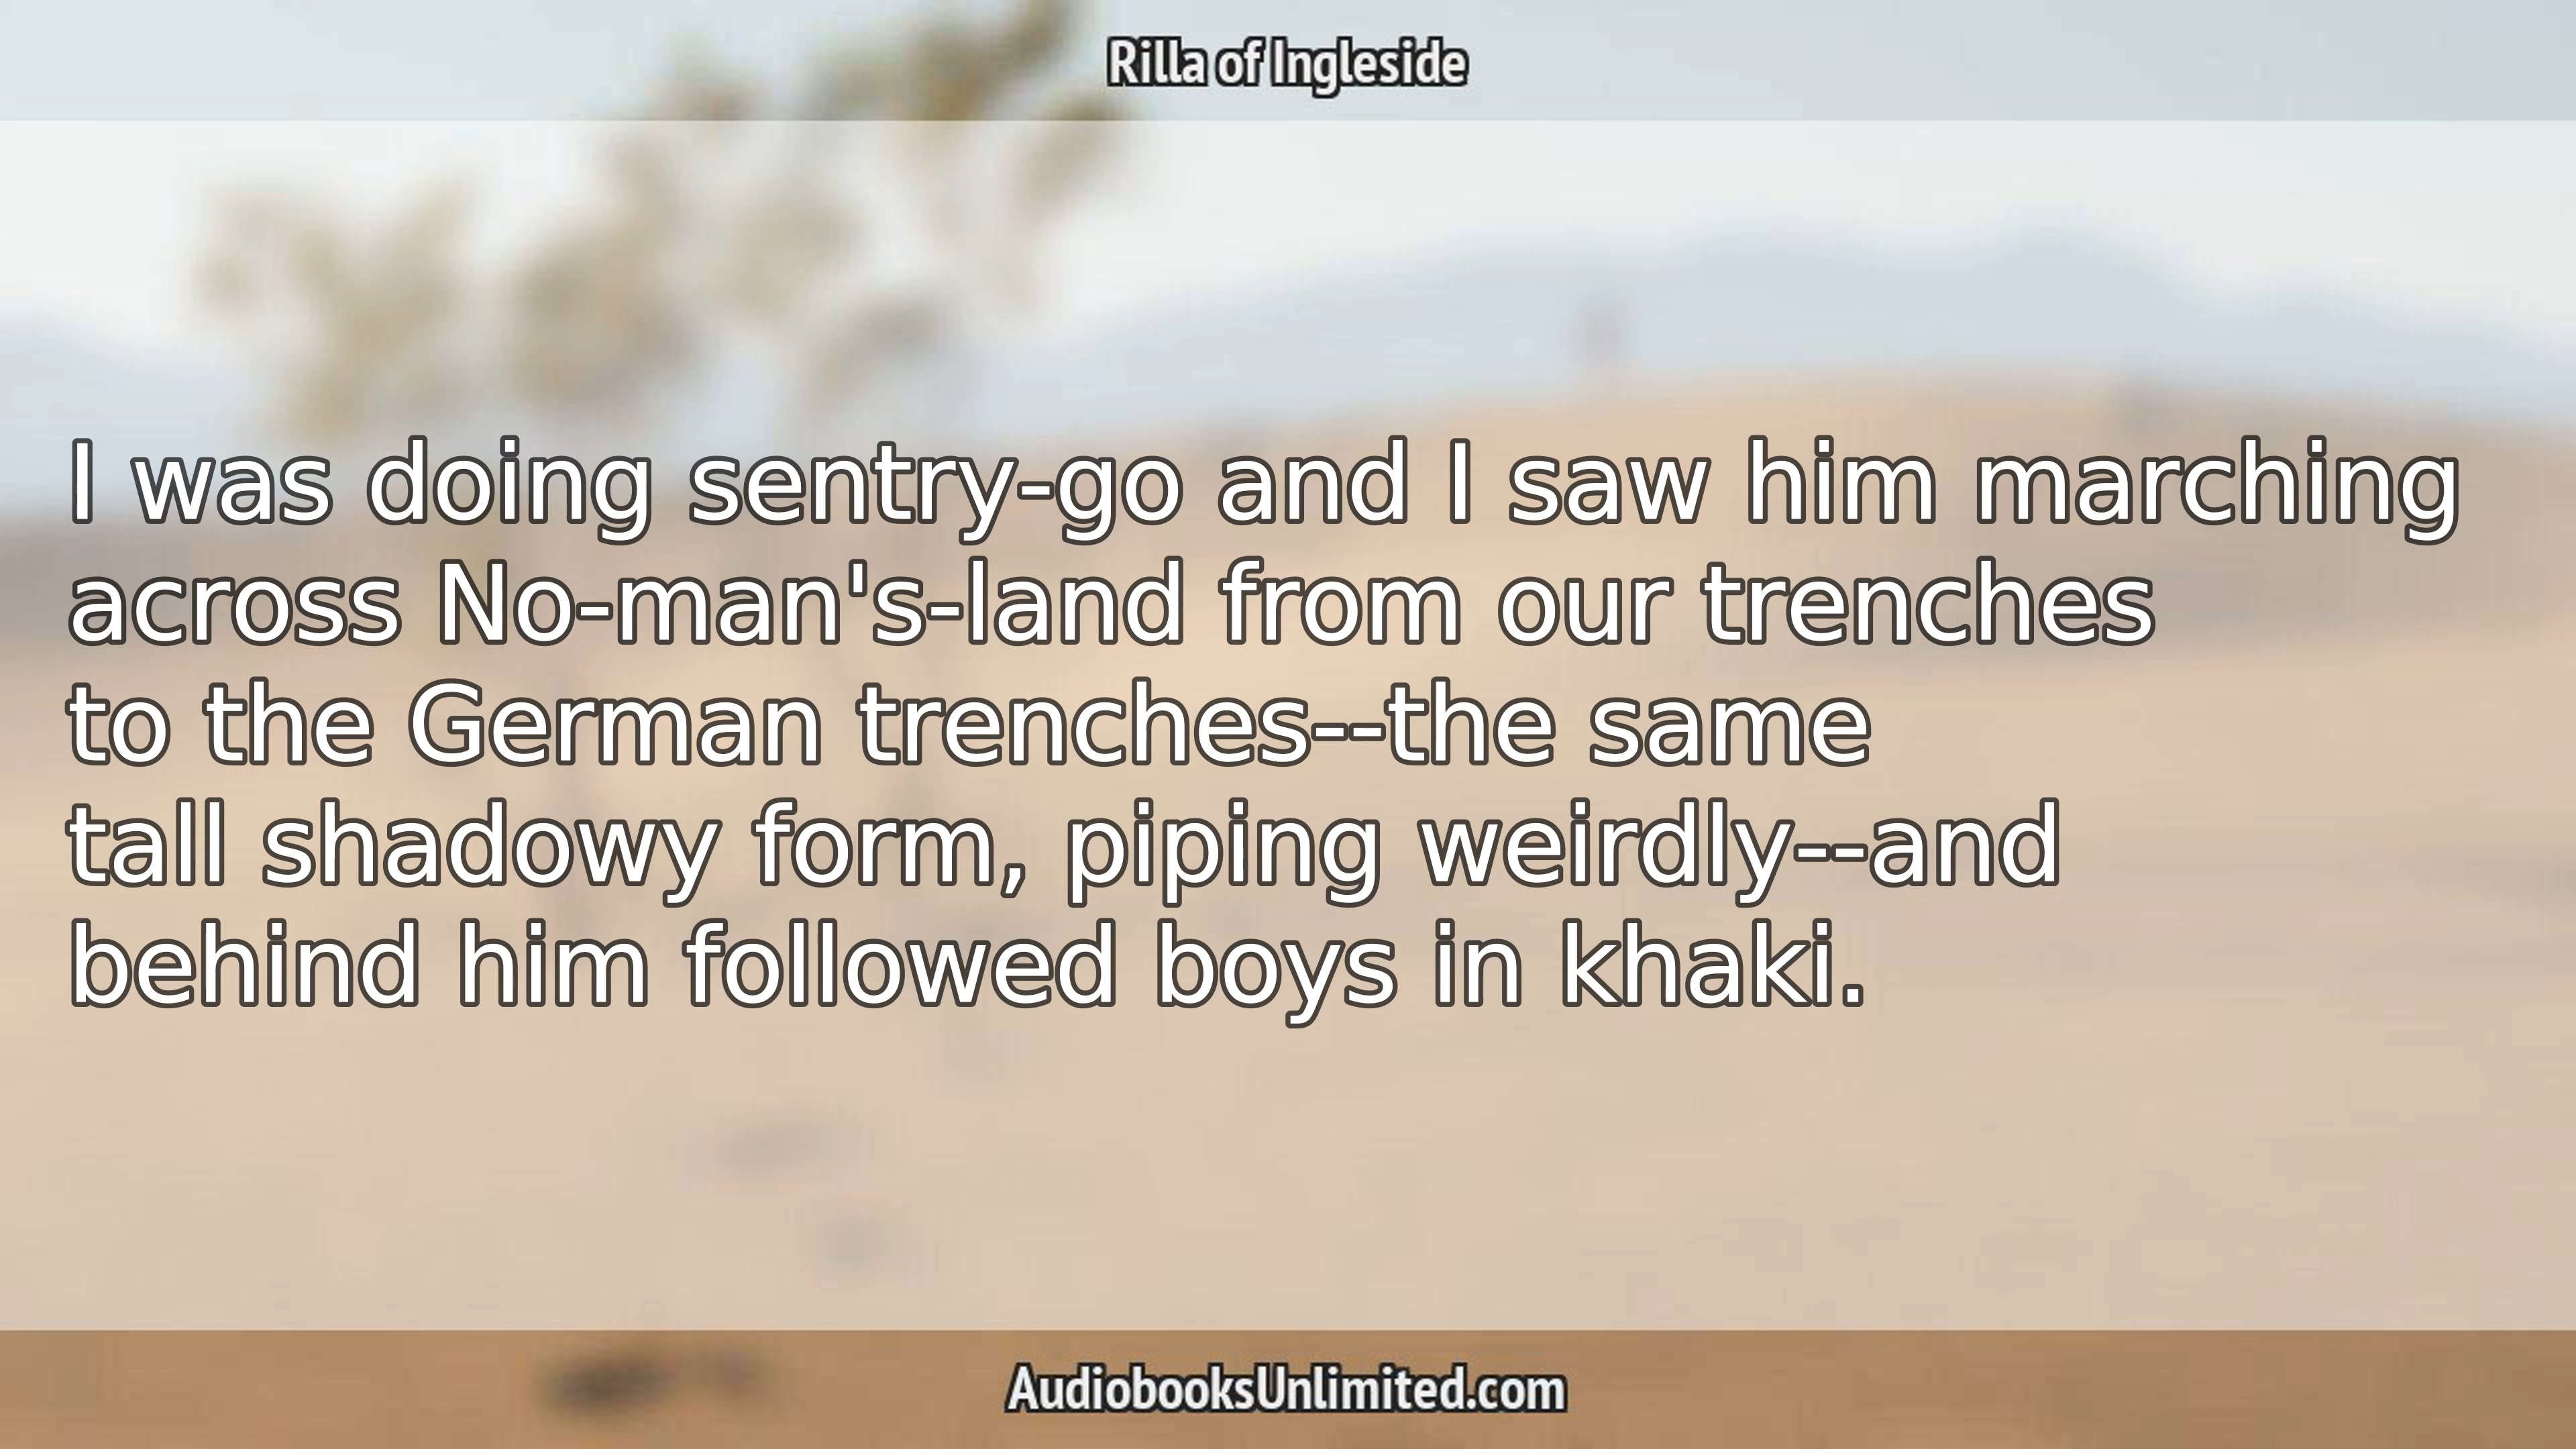 Rilla of Ingleside
I was doing sentry-go and I saw him marching
across No-man's-land from our trenches
to the German trenches--the same
tall shadowy form, piping weirdly--and
behind him followed boys in khaki.
AudiobooksUnlimited.com